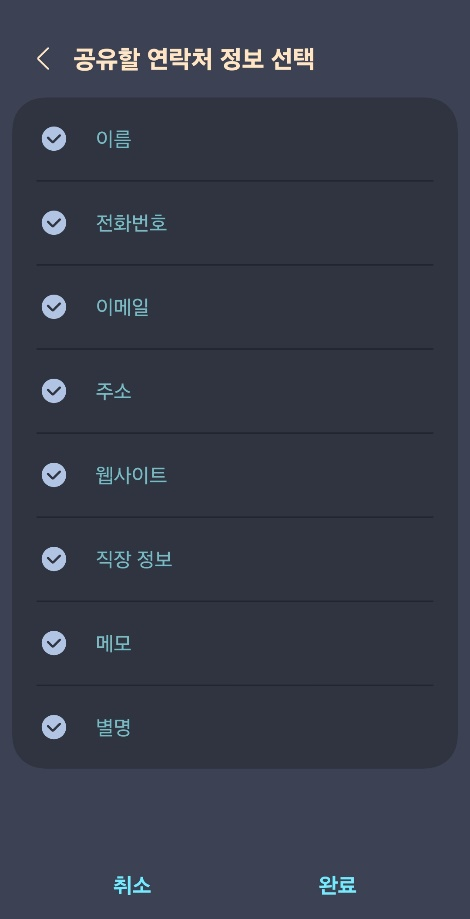 공유할 연락처 정보 선택
이름
전화번호
이메일
주소
웹사이트
직장 정보
메모
별명
취소 완료